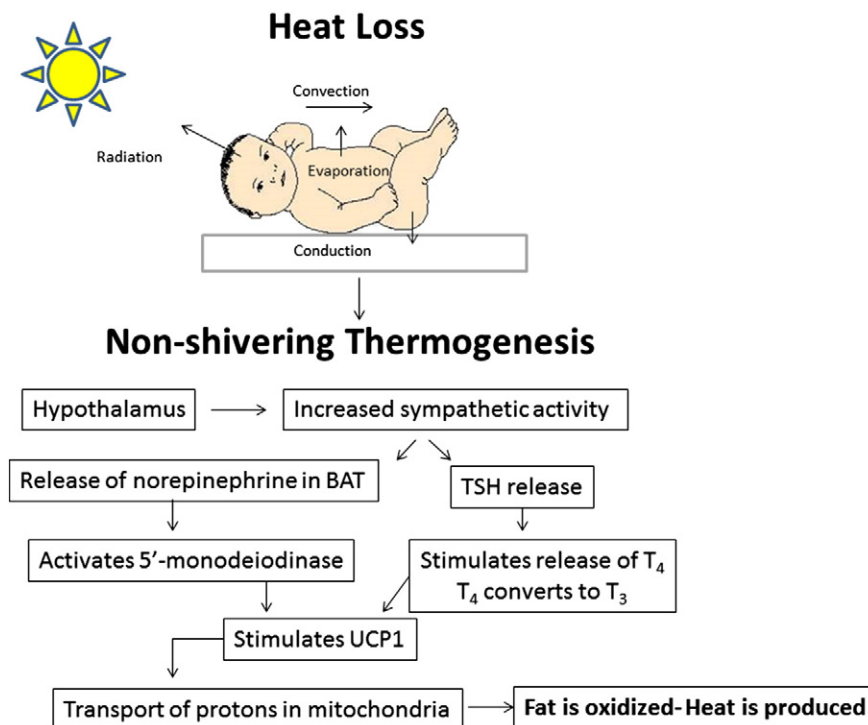 Heat Loss
Convection
Radiation
Evaporation
Conduction
Non-shivering Thermogenesis
Hypothalamus
Increased sympathetic activity
Release of norepinephrine in BAT
TSH release
Activates 5′-monodeiodinase
Stimulates release of T₄
T₄ converts to T₃
Stimulates UCP1
Transport of protons in mitochondria
Fat is oxidized- Heat is produced